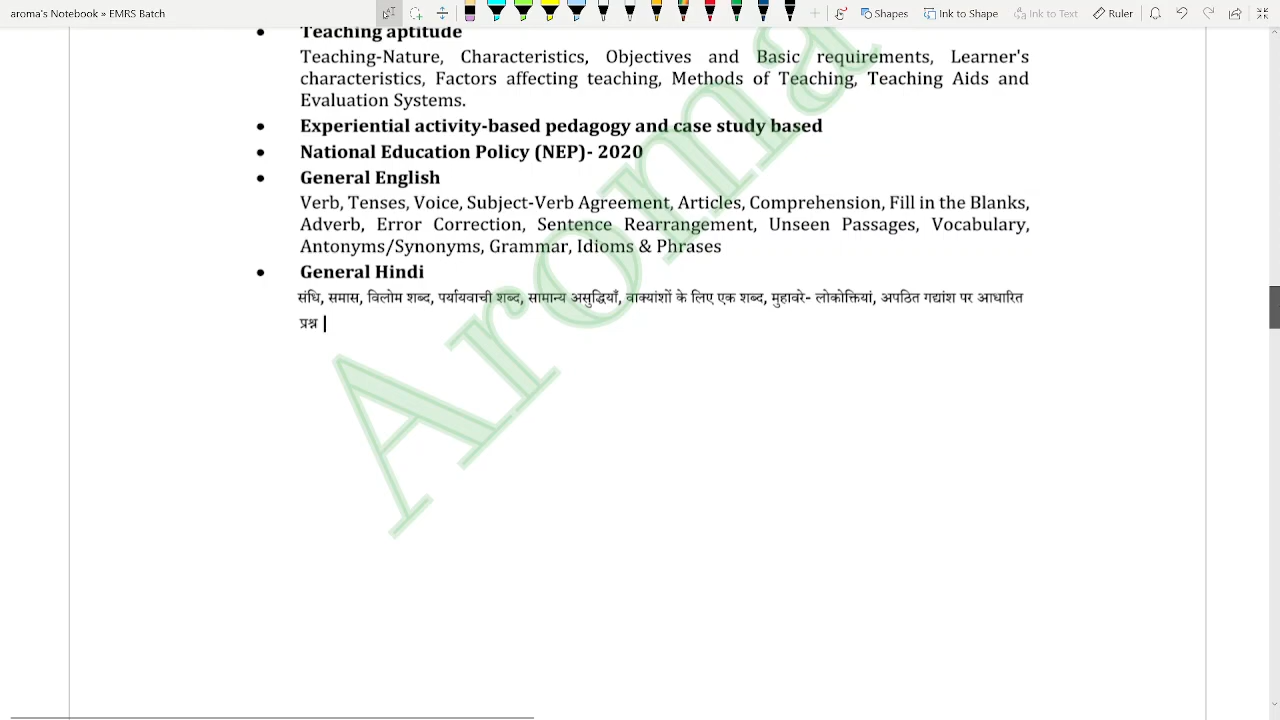 's Notebook » EMRS Batch
Shapes Ink to Shape Ink to Text
Teaching aptitude
Teaching-Nature, Characteristics, Objectives and Basic requirements, Learner's
characteristics, Factors affecting teaching, Methods of Teaching, Teaching Aids and
Evaluation Systems.
Experiential activity-based pedagogy and case study based
National Education Policy (NEP)- 2020
General English
Verb, Tenses, Voice, Subject-Verb Agreement, Articles, Comprehension, Fill in the Blanks,
Adverb, Error Correction, Sentence Rearrangement, Unseen Passages, Vocabulary,
Antonyms/Synonyms, Grammar, Idioms & Phrases
General Hindi
संधि, समास, विलोम शब्द, पर्यायवाची शब्द, सामान्य असुद्धियाँ, वाक्यांशों के लिए एक शब्द, मुहावरे- लोकोक्तियां, अपठित गद्यांश पर आधारित
प्रश्न |
Aroma